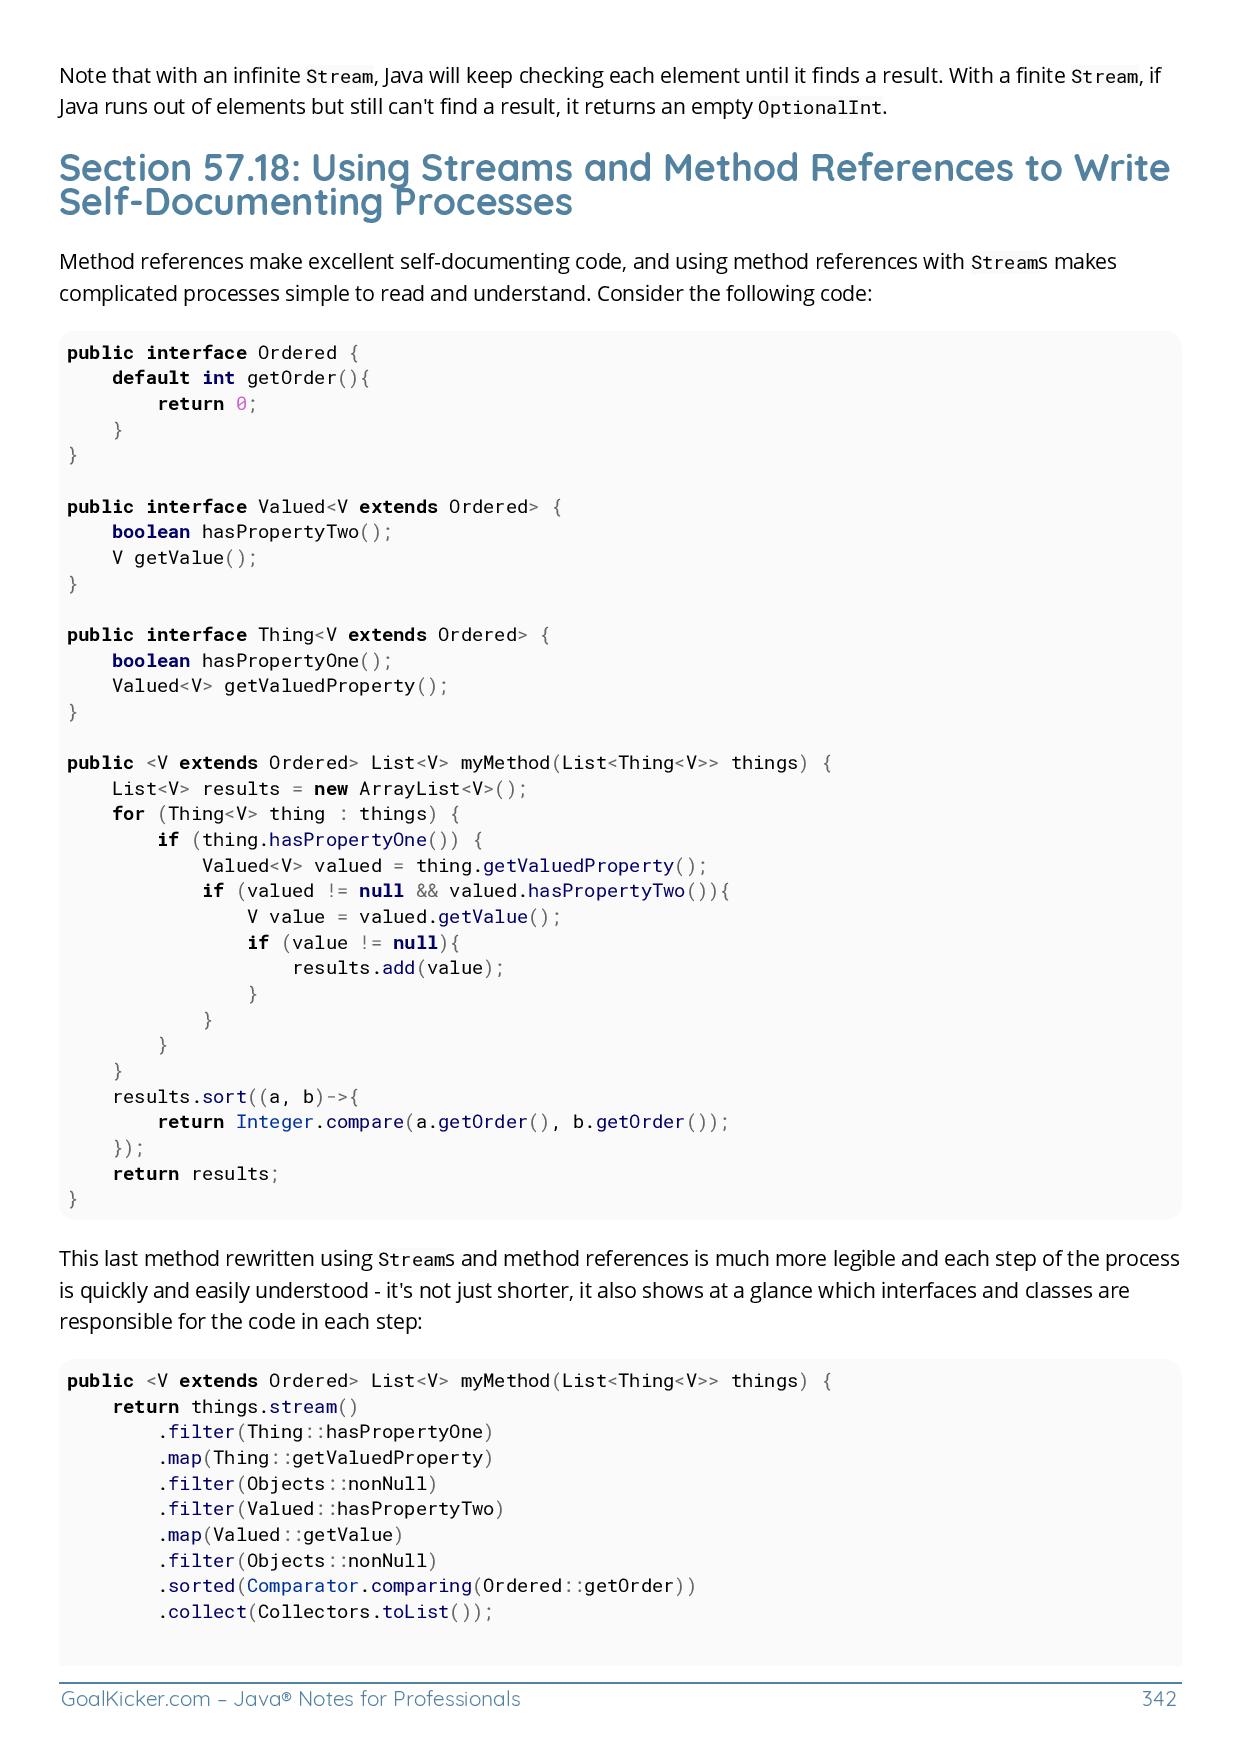 Note that with an infinite Stream, Java will keep checking each element until it finds a result. With a finite Stream, if
Java runs out of elements but still can't find a result, it returns an empty OptionalInt.
Section 57.18: Using Streams and Method References to Write
Self-Documenting Processes
Method references make excellent self-documenting code, and using method references with Streams makes
complicated processes simple to read and understand. Consider the following code:
public interface Ordered {
    default int getOrder(){
        return 0;
    }
}
public interface Valued<V extends Ordered> {
    boolean hasPropertyTwo();
    V getValue();
}
public interface Thing<V extends Ordered> {
    boolean hasPropertyOne();
    Valued<V> getValuedProperty();
}
public <V extends Ordered> List<V> myMethod(List<Thing<V>> things) {
    List<V> results = new ArrayList<V>();
    for (Thing<V> thing : things) {
        if (thing.hasPropertyOne()) {
            Valued<V> valued = thing.getValuedProperty();
            if (valued != null && valued.hasPropertyTwo()){
                V value = valued.getValue();
                if (value != null){
                    results.add(value);
                }
            }
        }
    }
    results.sort((a, b)->{
        return Integer.compare(a.getOrder(), b.getOrder());
    });
    return results;
}
This last method rewritten using Streams and method references is much more legible and each step of the process
is quickly and easily understood - it's not just shorter, it also shows at a glance which interfaces and classes are
responsible for the code in each step:
public <V extends Ordered> List<V> myMethod(List<Thing<V>> things) {
    return things.stream()
        .filter(Thing::hasPropertyOne)
        .map(Thing::getValuedProperty)
        .filter(Objects::nonNull)
        .filter(Valued::hasPropertyTwo)
        .map(Valued::getValue)
        .filter(Objects::nonNull)
        .sorted(Comparator.comparing(Ordered::getOrder))
        .collect(Collectors.toList());
GoalKicker.com – Java® Notes for Professionals
342